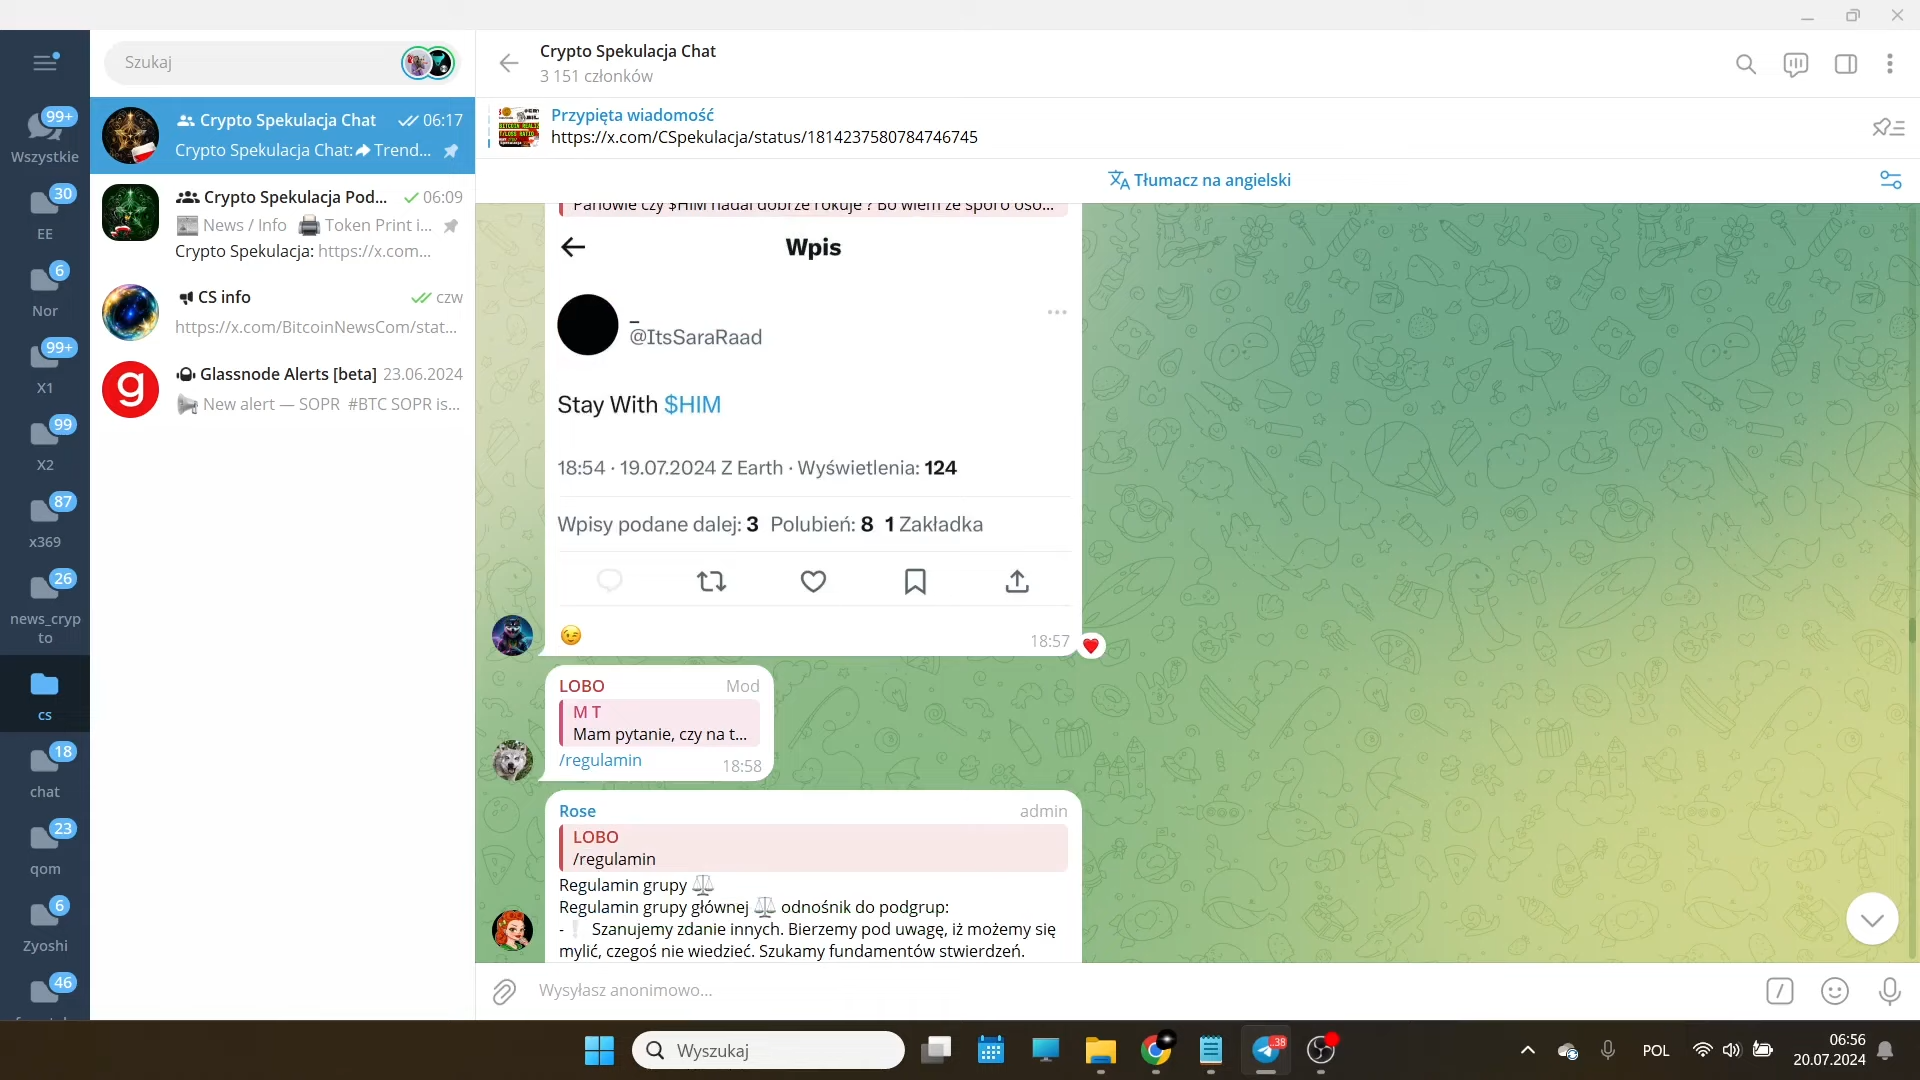 Szukaj
99+
Wszystkie
30
EE
6
Nor
99+
X1
99
X2
87
x369
26
news_cryp
to
cs
18
chat
23
qom
6
Zyoshi
46
Crypto Spekulacja Chat
06:17
Crypto Spekulacja Chat: Trend...
Crypto Spekulacja Pod...
06:09
News / Info Token Print i...
Crypto Spekulacja: https://x.com...
CS info
czw
https://x.com/BitcoinNewsCom/stat...
g
Glassnode Alerts [beta]
23.06.2024
New alert — SOPR #BTC SOPR is...
Crypto Spekulacja Chat
3 151 członków
Przypięta wiadomość
https://x.com/CSpekulacja/status/1814237580784746745
Tłumacz na angielski
Panowie czy $HIM nadal dobrze rokuje ? Bo wiem że sporo oso...
Wpis
_
@ItsSaraRaad
Stay With $HIM
18:54 · 19.07.2024 Z Earth · Wyświetlenia: 124
Wpisy podane dalej: 3 Polubień: 8 1 Zakładka
18:57
LOBO
Mod
M T
Mam pytanie, czy na t...
/regulamin
18:58
Rose
admin
LOBO
/regulamin
Regulamin grupy
Regulamin grupy głównej odnośnik do podgrup:
- Szanujemy zdanie innych. Bierzemy pod uwagę, iż możemy się
mylić, czegoś nie wiedzieć. Szukamy fundamentów stwierdzeń.
Wysyłasz anonimowo...
Wyszukaj
POL
06:56
20.07.2024